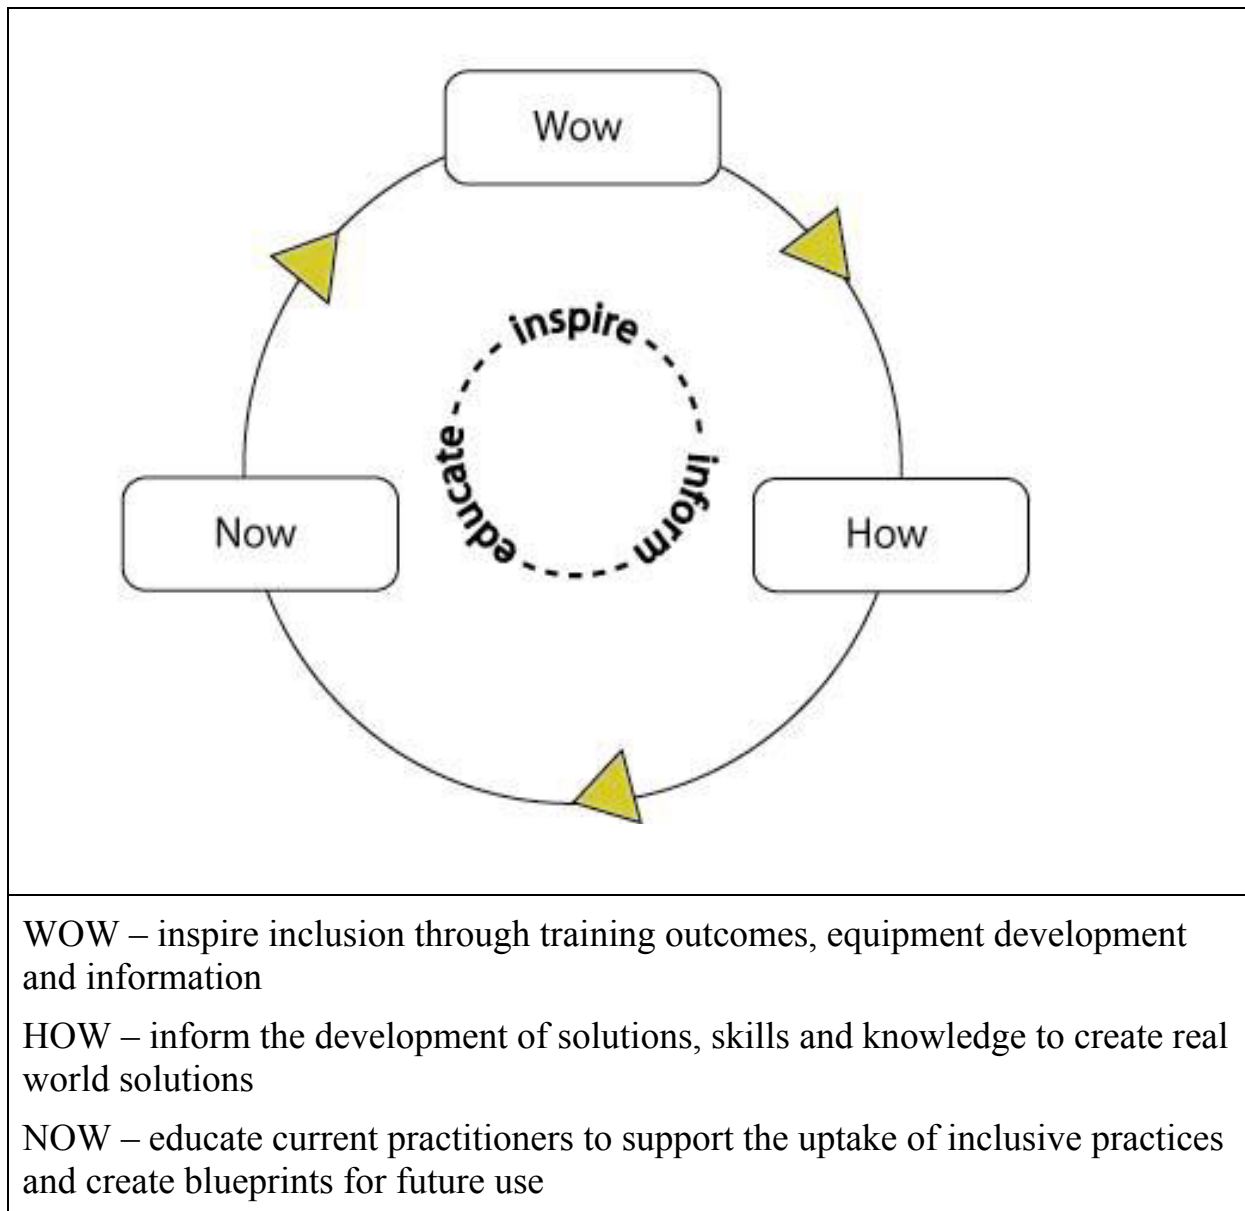 Wow
inspire
educate
inform
Now
How
WOW – inspire inclusion through training outcomes, equipment development
and information
HOW – inform the development of solutions, skills and knowledge to create real
world solutions
NOW – educate current practitioners to support the uptake of inclusive practices
and create blueprints for future use